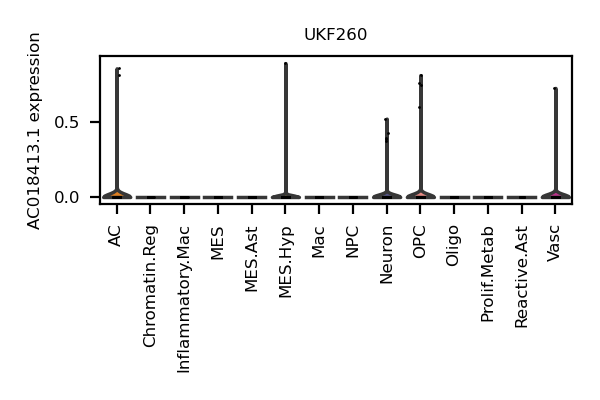 UKF260
AC018413.1 expression
0.5
0.0
AC
Chromatin.Reg
Inflammatory.Mac
MES
MES.Ast
MES.Hyp
Mac
NPC
Neuron
OPC
Oligo
Prolif.Metab
Reactive.Ast
Vasc